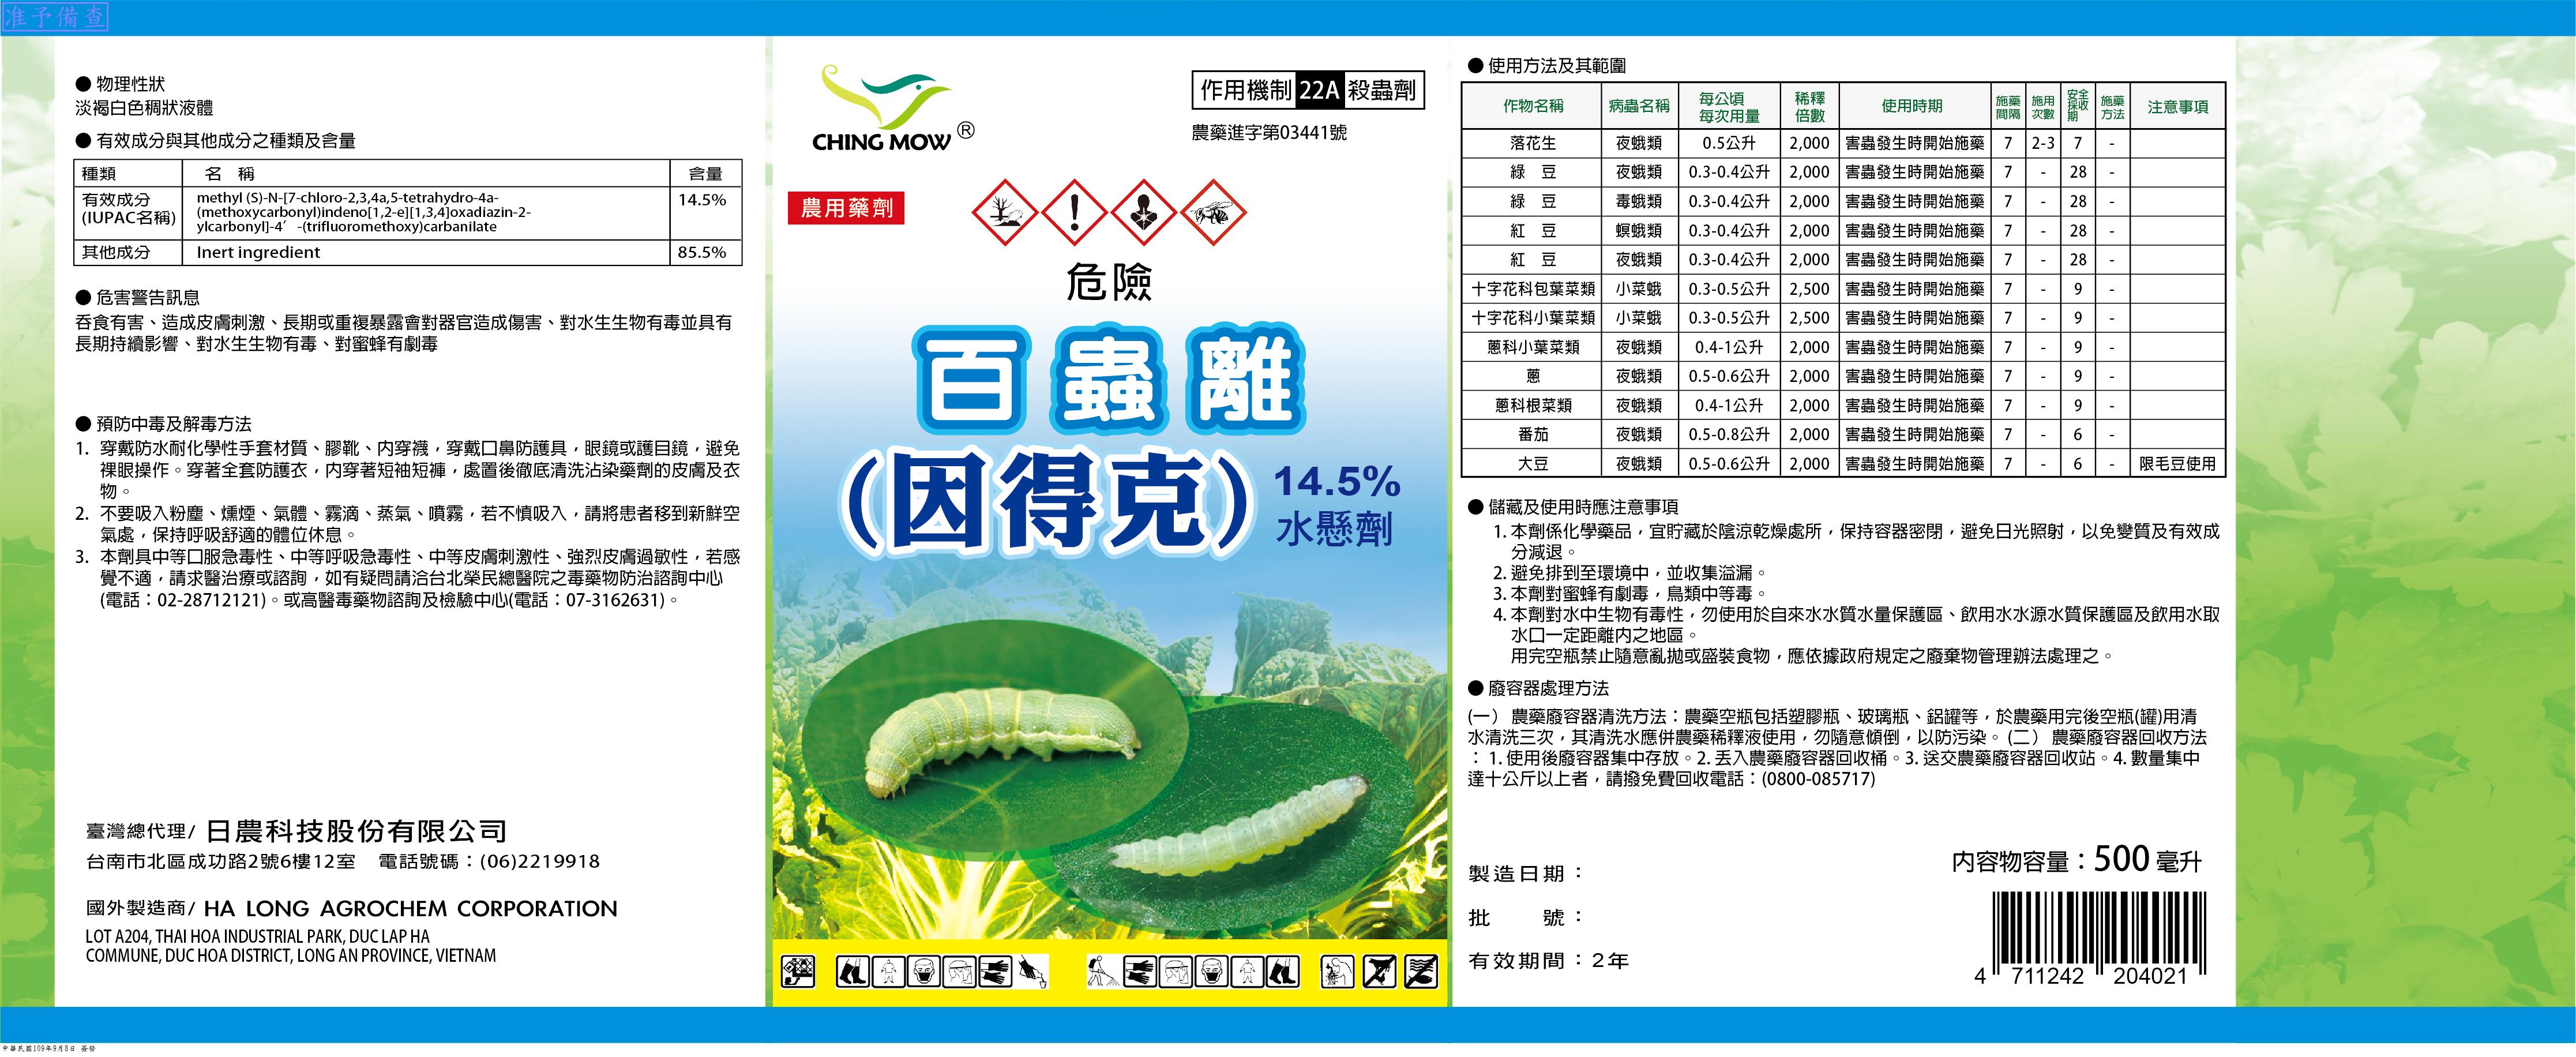 准予備查
● 物理性狀
淡褐白色稠狀液體
● 有效成分與其他成分之種類及含量
種類 名 稱 含量
有效成分 (IUPAC名稱) methyl (S)-N-[7-chloro-2,3,4a,5-tetrahydro-4a- 14.5%
(methoxycarbonyl)indeno[1,2-e][1,3,4]oxadiazin-2-
ylcarbonyl]-4′-(trifluoromethoxy)carbanilate
其他成分 Inert ingredient 85.5%
● 危害警告訊息
吞食有害、造成皮膚刺激、長期或重複暴露會對器官造成傷害、對水生生物有毒並具有
長期持續影響、對水生生物有毒、對蜜蜂有劇毒
● 預防中毒及解毒方法
1. 穿戴防水耐化學性手套材質、膠靴、內穿襪，穿戴口鼻防護具，眼鏡或護目鏡，避免
裸眼操作。穿著全套防護衣，內穿著短袖短褲，處置後徹底清洗沾染藥劑的皮膚及衣
物。
2. 不要吸入粉塵、燻煙、氣體、霧滴、蒸氣、噴霧，若不慎吸入，請將患者移到新鮮空
氣處，保持呼吸舒適的體位休息。
3. 本劑具中等口服急毒性、中等呼吸急毒性、中等皮膚刺激性、強烈皮膚過敏性，若感
覺不適，請求醫治療或諮詢，如有疑問請洽台北榮民總醫院之毒藥物防治諮詢中心
(電話：02-28712121)。或高醫毒藥物諮詢及檢驗中心(電話：07-3162631)。
臺灣總代理/ 日農科技股份有限公司
台南市北區成功路2號6樓12室 電話號碼：(06)2219918
國外製造商/ HA LONG AGROCHEM CORPORATION
LOT A204, THAI HOA INDUSTRIAL PARK, DUC LAP HA
COMMUNE, DUC HOA DISTRICT, LONG AN PROVINCE, VIETNAM
CHING MOW ®
作用機制 22A 殺蟲劑
農藥進字第03441號
農用藥劑
危險
百蟲離
(因得克) 14.5%
水懸劑
● 使用方法及其範圍
作物名稱 病蟲名稱 每公頃每次用量 稀釋倍數 使用時期 施藥間隔 施用次數 安全採收期 施藥方法 注意事項
落花生 夜蛾類 0.5公升 2,000 害蟲發生時開始施藥 7 2-3 7 -
綠 豆 夜蛾類 0.3-0.4公升 2,000 害蟲發生時開始施藥 7 - 28 -
綠 豆 毒蛾類 0.3-0.4公升 2,000 害蟲發生時開始施藥 7 - 28 -
紅 豆 螟蛾類 0.3-0.4公升 2,000 害蟲發生時開始施藥 7 - 28 -
紅 豆 夜蛾類 0.3-0.4公升 2,000 害蟲發生時開始施藥 7 - 28 -
十字花科包葉菜類 小菜蛾 0.3-0.5公升 2,500 害蟲發生時開始施藥 7 - 9 -
十字花科小葉菜類 小菜蛾 0.3-0.5公升 2,500 害蟲發生時開始施藥 7 - 9 -
蔥科小葉菜類 夜蛾類 0.4-1公升 2,000 害蟲發生時開始施藥 7 - 9 -
蔥 夜蛾類 0.5-0.6公升 2,000 害蟲發生時開始施藥 7 - 9 -
蔥科根菜類 夜蛾類 0.4-1公升 2,000 害蟲發生時開始施藥 7 - 9 -
番茄 夜蛾類 0.5-0.8公升 2,000 害蟲發生時開始施藥 7 - 6 -
大豆 夜蛾類 0.5-0.6公升 2,000 害蟲發生時開始施藥 7 - 6 - 限毛豆使用
● 儲藏及使用時應注意事項
1. 本劑係化學藥品，宜貯藏於陰涼乾燥處所，保持容器密閉，避免日光照射，以免變質及有效成
分減退。
2. 避免排到至環境中，並收集溢漏。
3. 本劑對蜜蜂有劇毒，鳥類中等毒。
4. 本劑對水中生物有毒性，勿使用於自來水水質水量保護區、飲用水水源水質保護區及飲用水取
水口一定距離內之地區。
用完空瓶禁止隨意亂拋或盛裝食物，應依據政府規定之廢棄物管理辦法處理之。
● 廢容器處理方法
(一） 農藥廢容器清洗方法：農藥空瓶包括塑膠瓶、玻璃瓶、鋁罐等，於農藥用完後空瓶(罐)用清
水清洗三次，其清洗水應併農藥稀釋液使用，勿隨意傾倒，以防污染。(二） 農藥廢容器回收方法
：1. 使用後廢容器集中存放。2. 丟入農藥廢容器回收桶。3. 送交農藥廢容器回收站。4. 數量集中
達十公斤以上者，請撥免費回收電話：(0800-085717)
製造日期：
批 號：
有效期間：2年
內容物容量：500 毫升
4 711242 204021
中華民國109年9月8日 簽發